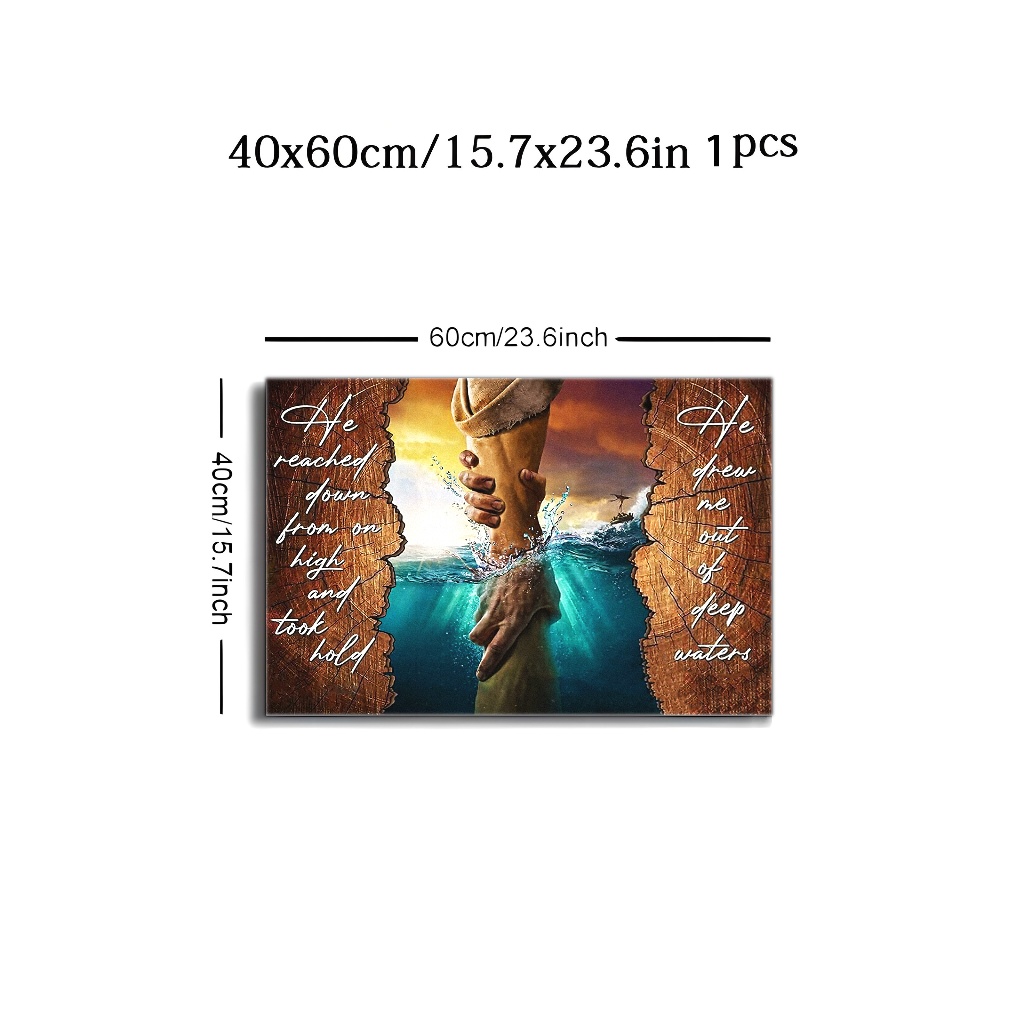 40x60cm/15.7x23.6in 1pcs
60cm/23.6inch
40cm/15.7inch
He
reached
down
from on
high
and
took
hold
He
drew
me
out
of
deep
waters